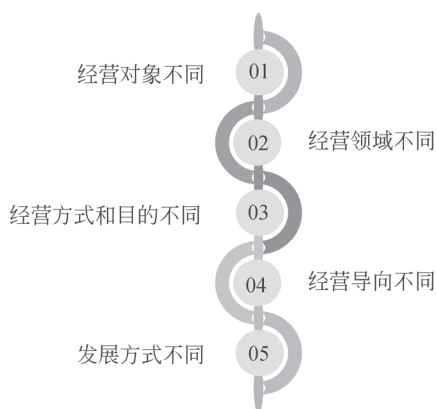 经营对象不同
01
02
经营领域不同
经营方式和目的不同
03
04
经营导向不同
发展方式不同
05